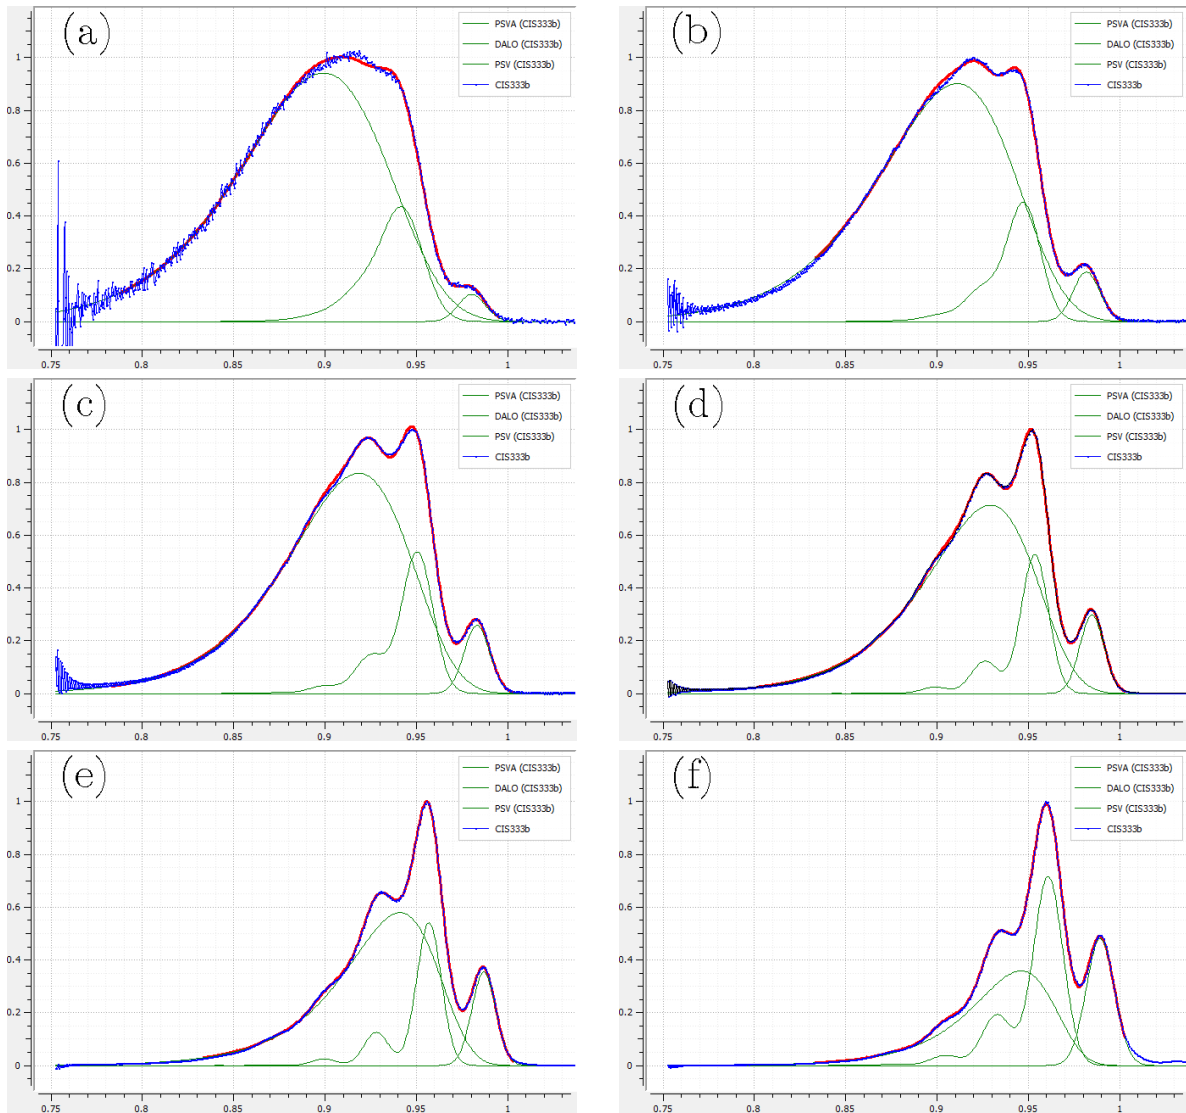 (a)
PSVA (CIS333b)
DALO (CIS333b)
PSV (CIS333b)
CIS333b
1
0.8
0.6
0.4
0.2
0
0.75 0.8 0.85 0.9 0.95 1
(b)
PSVA (CIS333b)
DALO (CIS333b)
PSV (CIS333b)
CIS333b
1
0.8
0.6
0.4
0.2
0
0.75 0.8 0.85 0.9 0.95 1
(c)
PSVA (CIS333b)
DALO (CIS333b)
PSV (CIS333b)
CIS333b
1
0.8
0.6
0.4
0.2
0
0.75 0.8 0.85 0.9 0.95 1
(d)
PSVA (CIS333b)
DALO (CIS333b)
PSV (CIS333b)
CIS333b
1
0.8
0.6
0.4
0.2
0
0.75 0.8 0.85 0.9 0.95 1
(e)
PSVA (CIS333b)
DALO (CIS333b)
PSV (CIS333b)
CIS333b
1
0.8
0.6
0.4
0.2
0
0.75 0.8 0.85 0.9 0.95 1
(f)
PSVA (CIS333b)
DALO (CIS333b)
PSV (CIS333b)
CIS333b
1
0.8
0.6
0.4
0.2
0
0.75 0.8 0.85 0.9 0.95 1